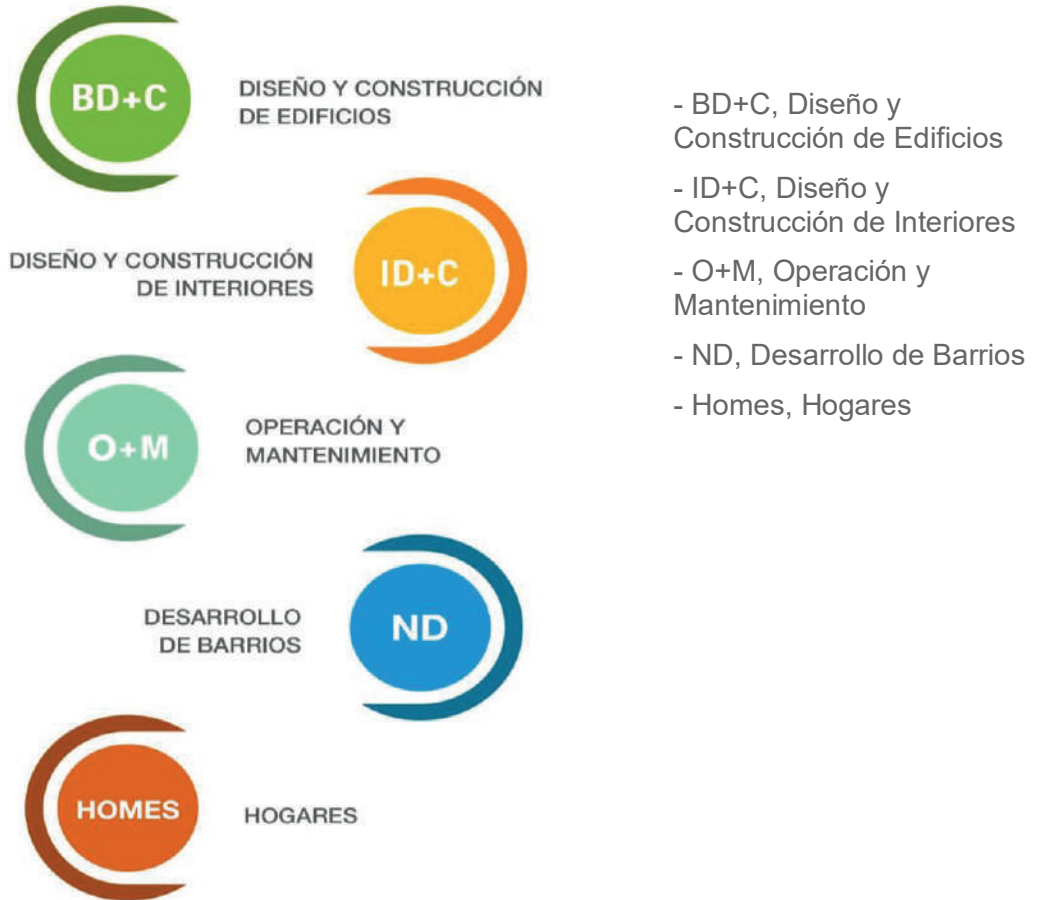 BD+C
DISEÑO Y CONSTRUCCIÓN
DE EDIFICIOS
DISEÑO Y CONSTRUCCIÓN
DE INTERIORES
ID+C
O+M
OPERACIÓN Y
MANTENIMIENTO
DESARROLLO
DE BARRIOS
ND
HOMES
HOGARES
- BD+C, Diseño y
Construcción de Edificios
- ID+C, Diseño y
Construcción de Interiores
- O+M, Operación y
Mantenimiento
- ND, Desarrollo de Barrios
- Homes, Hogares